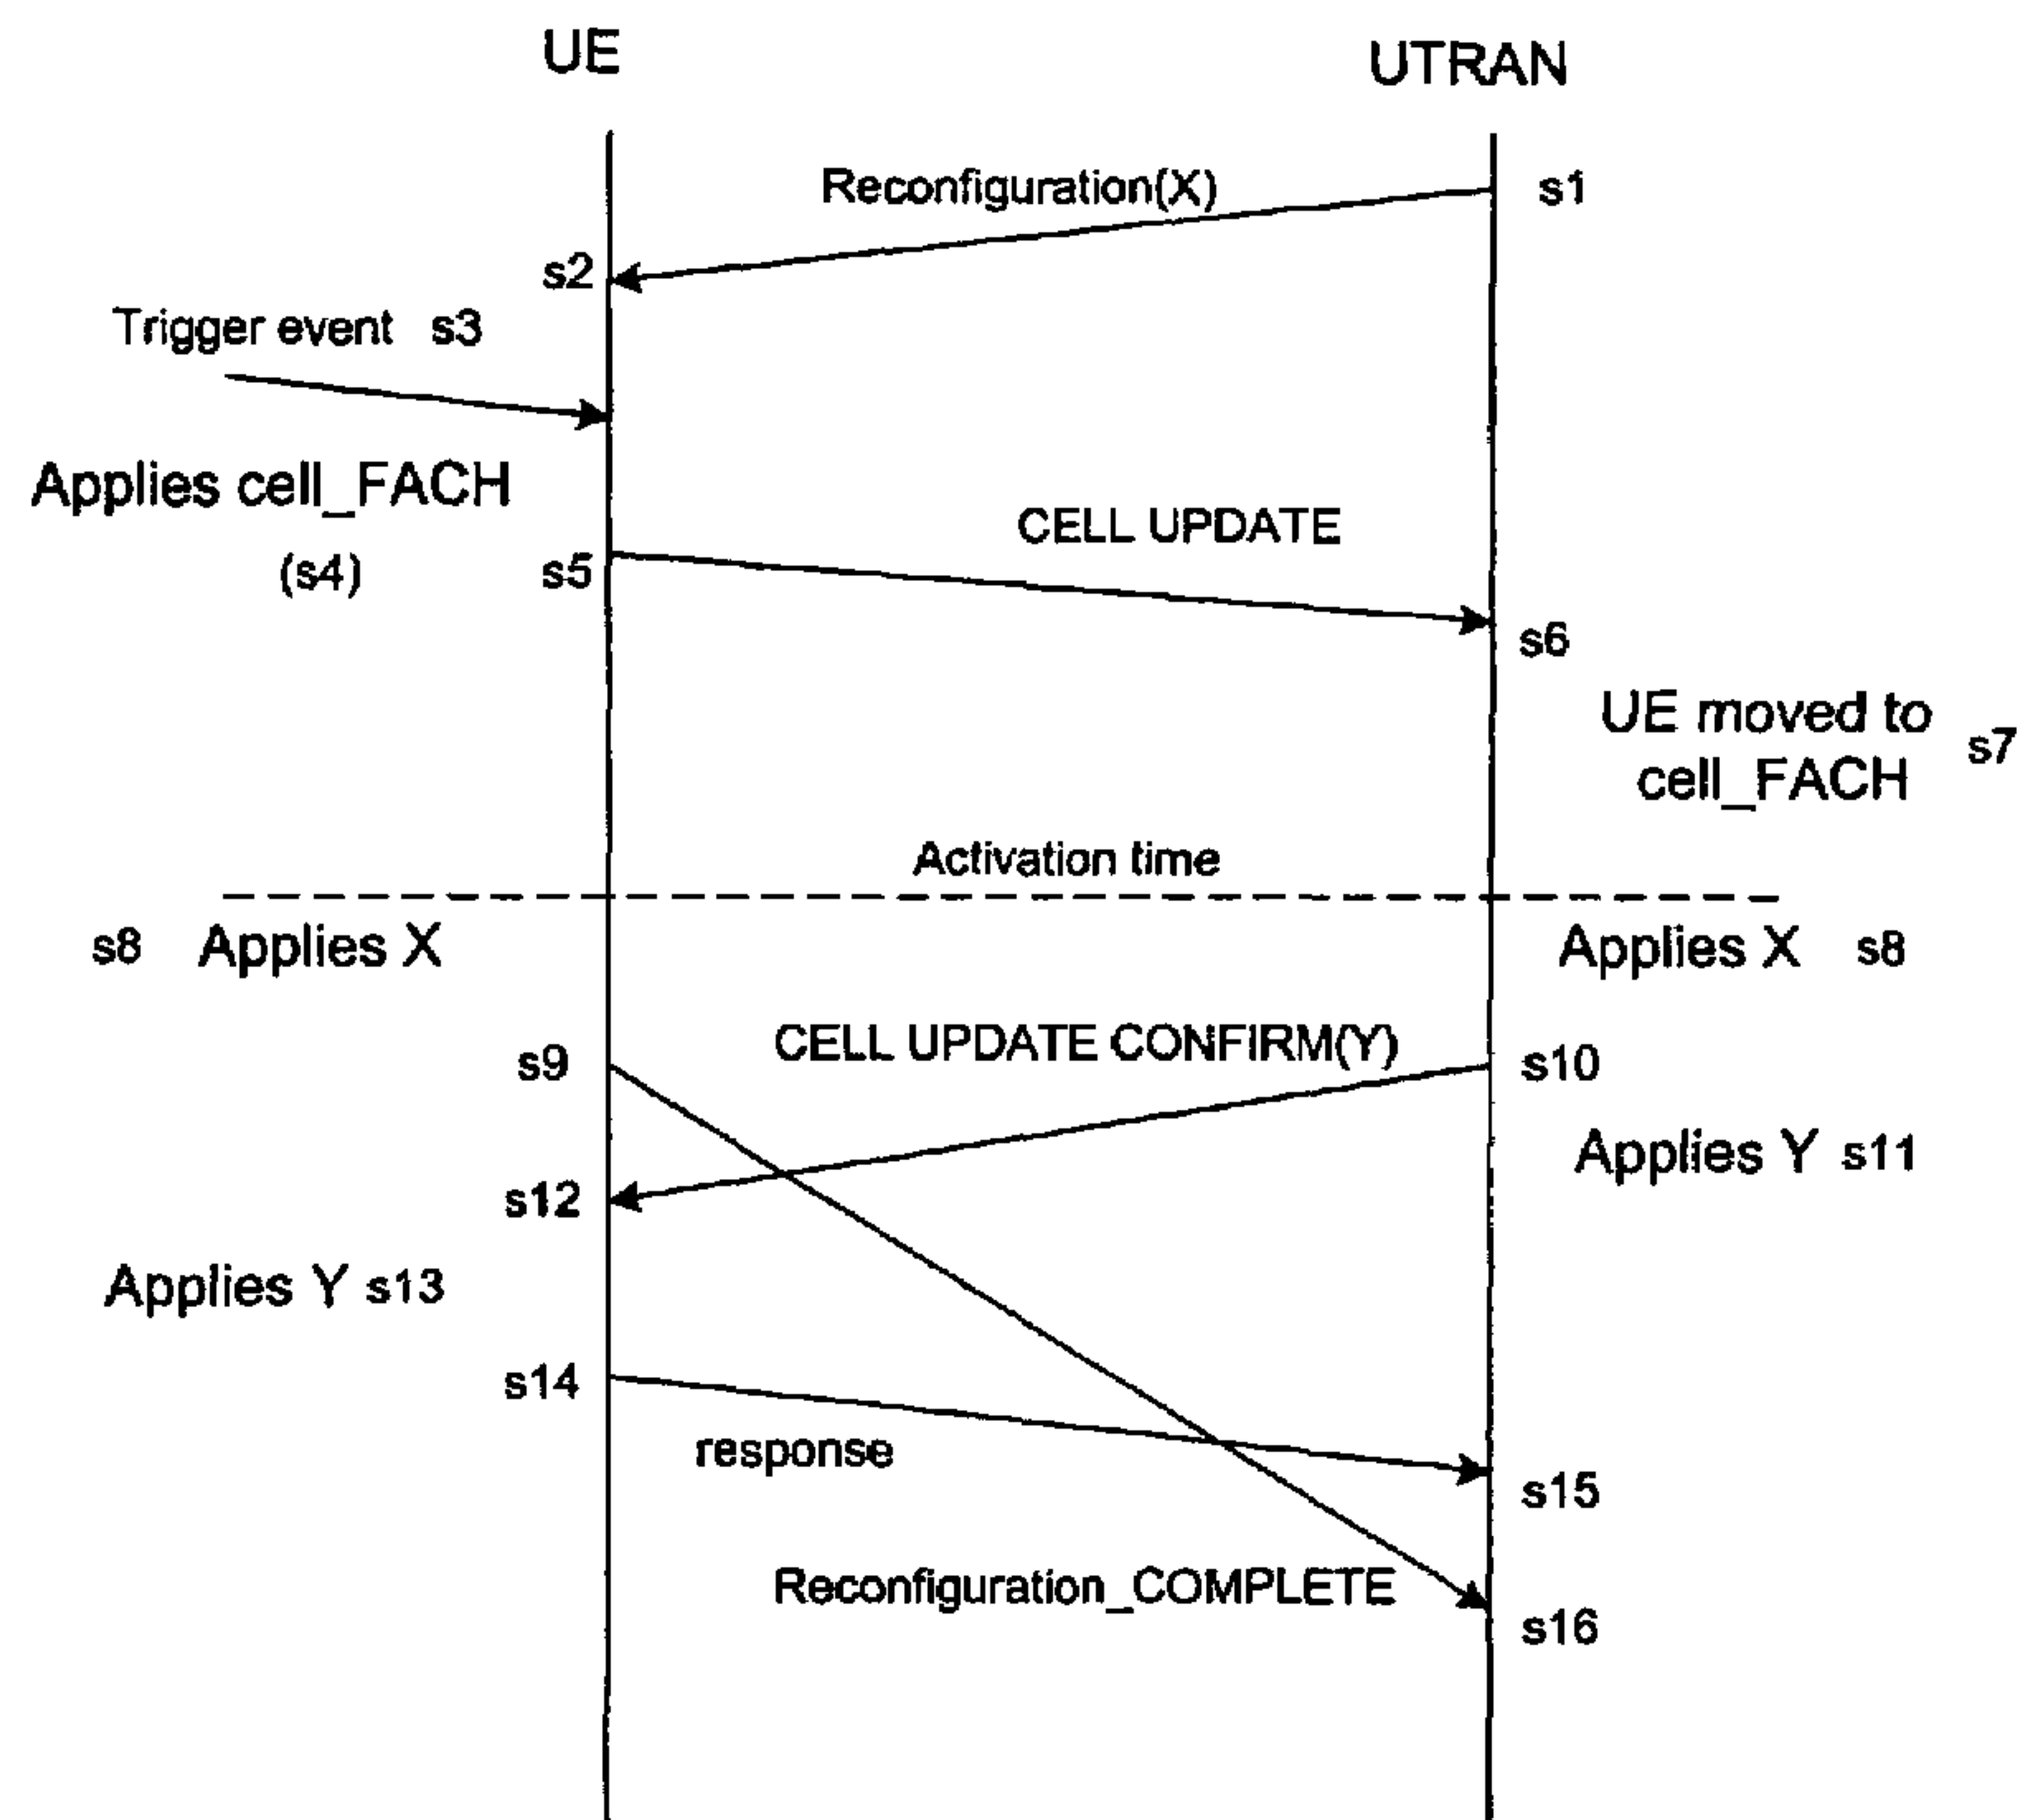 UE
UTRAN
Reconfiguration(X)
s1
s2
Trigger event s3
Applies cell_FACH
(s4)
CELL UPDATE
s5
s6
UE moved to
cell_FACH
s7
Activation time
s8 Applies X
Applies X s8
s9
CELL UPDATE CONFIRM(Y)
s10
Applies Y s11
s12
Applies Y s13
s14
response
s15
Reconfiguration_COMPLETE
s16